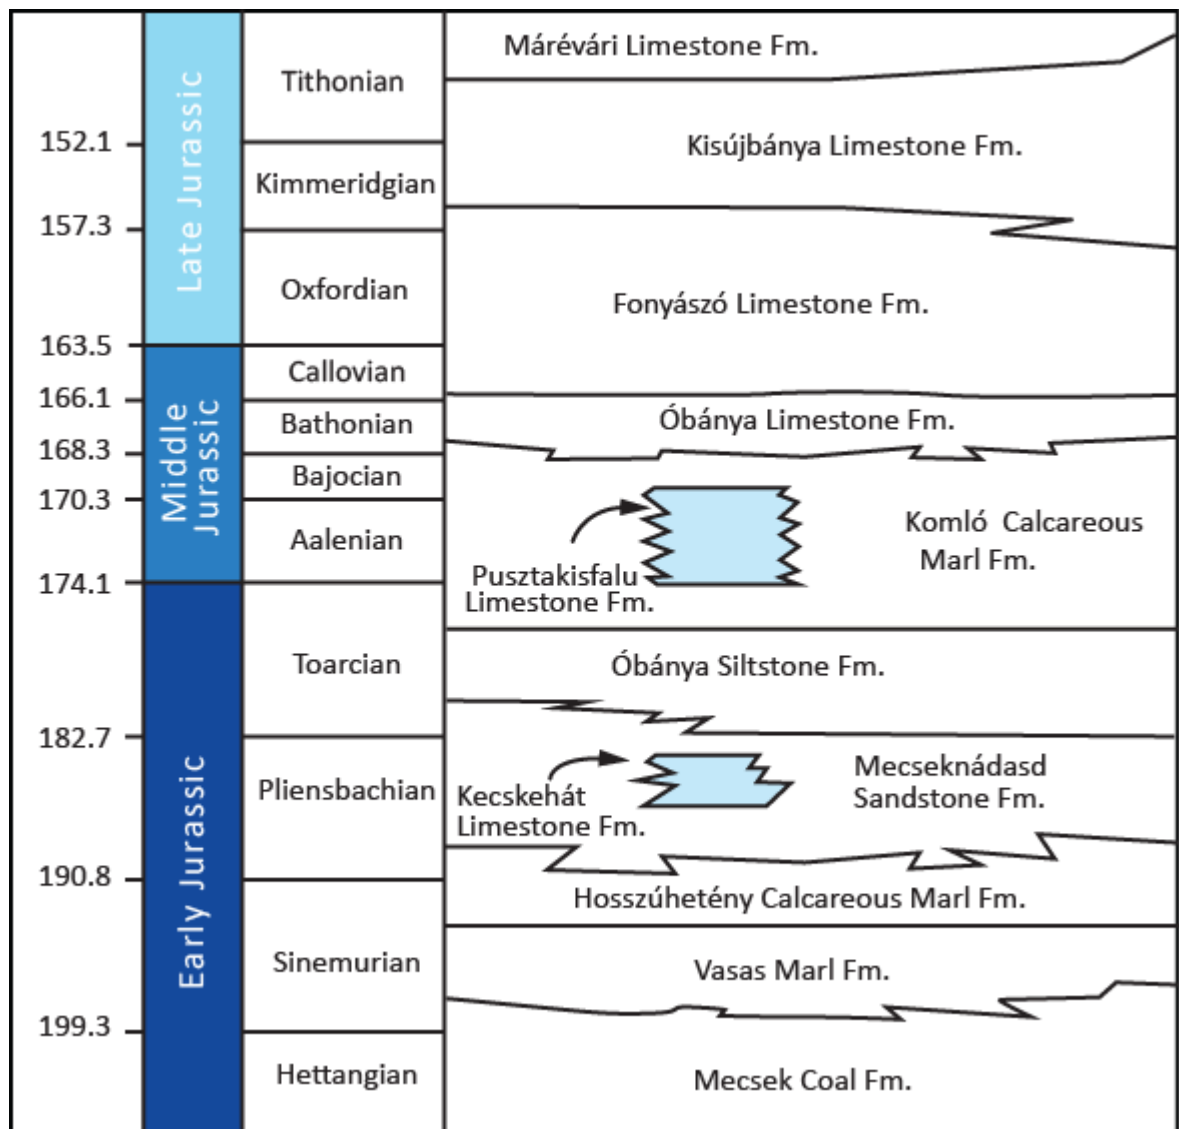 152.1
157.3
163.5
166.1
168.3
170.3
174.1
182.7
190.8
199.3
Late Jurassic
Middle
Jurassic
Early Jurassic
Tithonian
Kimmeridgian
Oxfordian
Callovian
Bathonian
Bajocian
Aalenian
Toarcian
Pliensbachian
Sinemurian
Hettangian
Márévári Limestone Fm.
Kisújbánya Limestone Fm.
Fonyászó Limestone Fm.
Óbánya Limestone Fm.
Komló Calcareous
Marl Fm.
Pusztakisfalu
Limestone Fm.
Óbánya Siltstone Fm.
Mecseknádasd
Sandstone Fm.
Kecskehát
Limestone Fm.
Hosszúhetény Calcareous Marl Fm.
Vasas Marl Fm.
Mecsek Coal Fm.